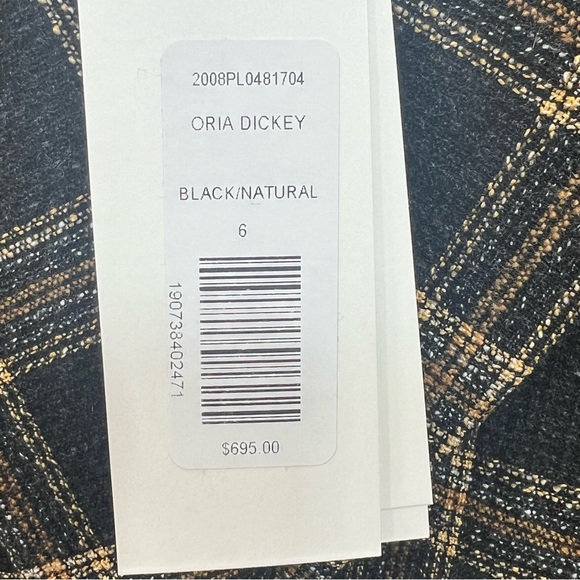 2008PL0481704
ORIA DICKEY
BLACK/NATURAL
6
190738402471
$695.00